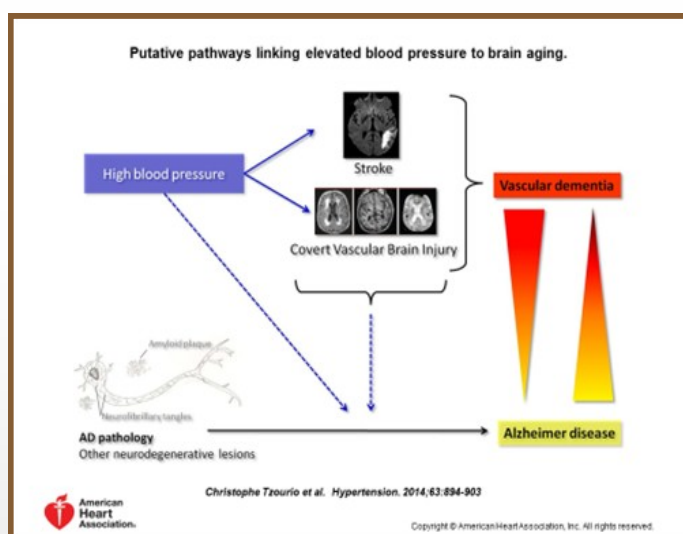 Putative pathways linking elevated blood pressure to brain aging.
High blood pressure
Stroke
Covert Vascular Brain Injury
Vascular dementia
Amyloid plaque
Neurofibrillary tangles
AD pathology
Other neurodegenerative lesions
Alzheimer disease
Christophe Tzourio et al. Hypertension. 2014;63:894-903
American
Heart
Association.
Copyright © American Heart Association, Inc. All rights reserved.